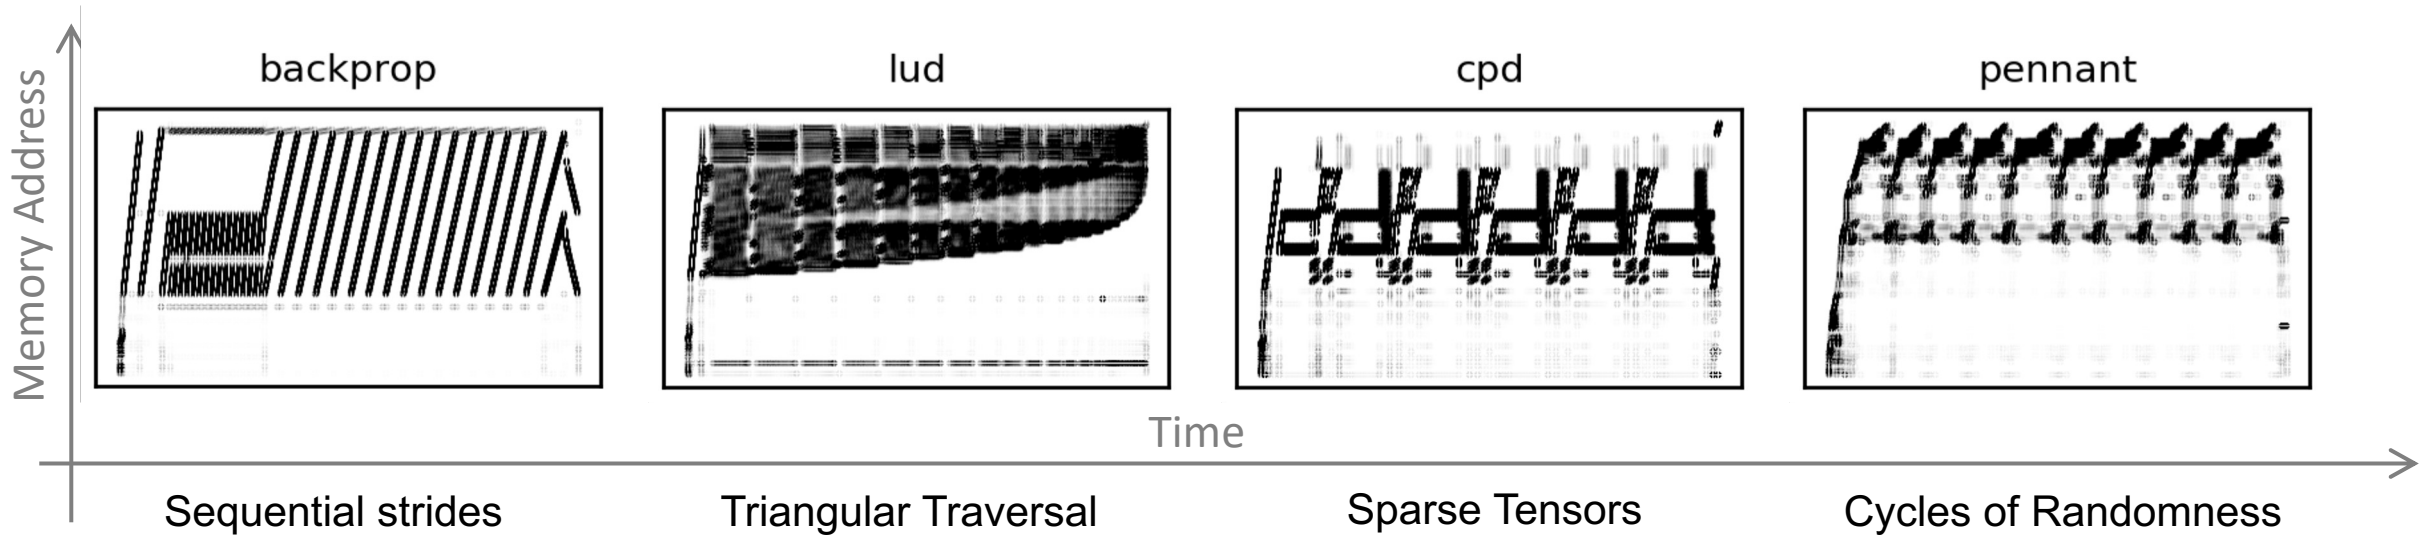 Memory Address
backprop
lud
cpd
pennant
Time
Sequential strides
Triangular Traversal
Sparse Tensors
Cycles of Randomness